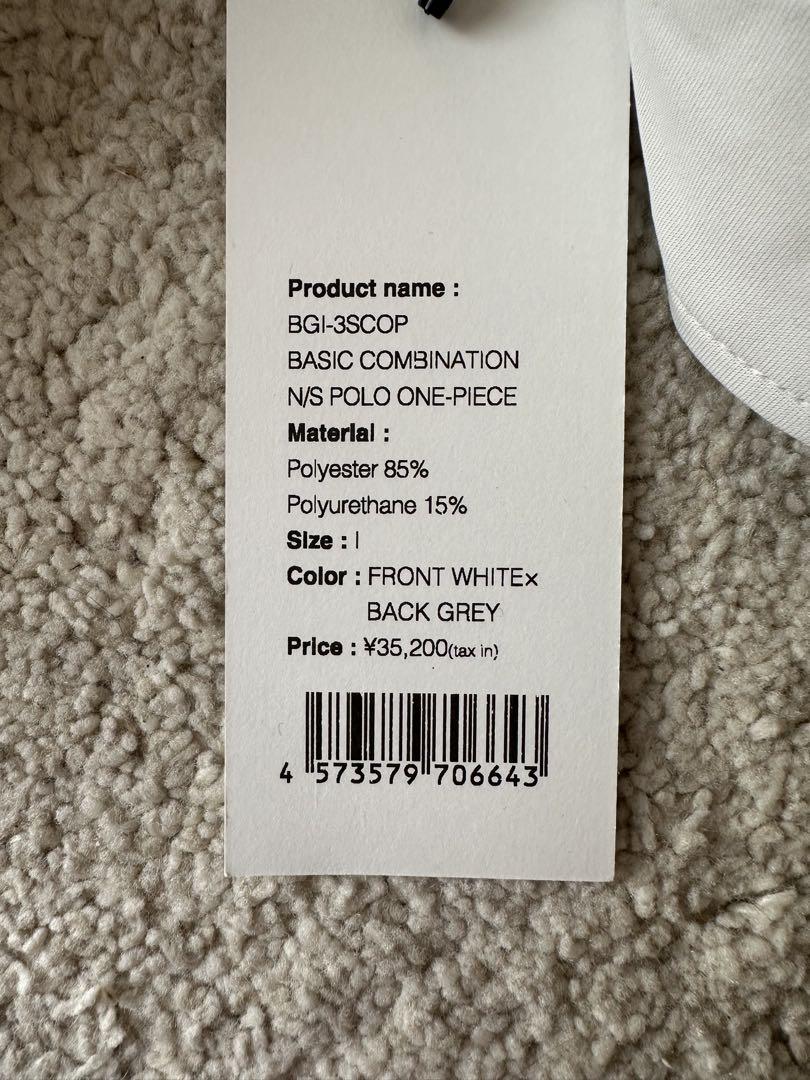 Product name :
BGI-3SCOP
BASIC COMBINATION
N/S POLO ONE-PIECE
Material :
Polyester 85%
Polyurethane 15%
Size : I
Color : FRONT WHITE×
BACK GREY
Price : ¥35,200(tax in)
4 573579 706643